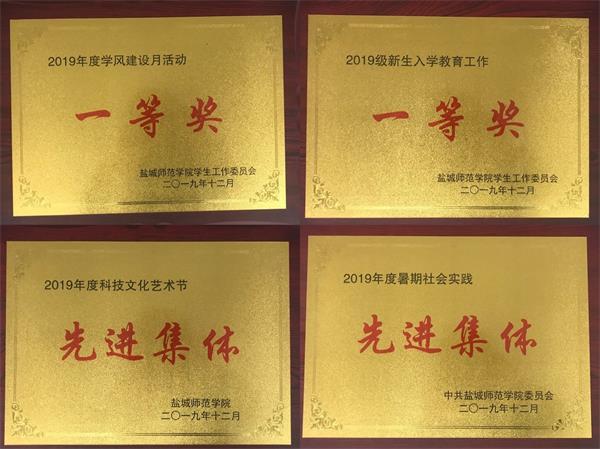 2019年度学风建设月活动
一等奖
盐城师范学院学生工作委员会
二〇一九年十二月
2019级新生入学教育工作
一等奖
盐城师范学院学生工作委员会
二〇一九年十二月
2019年度科技文化艺术节
先进集体
盐城师范学院
二〇一九年十二月
2019年度暑期社会实践
先进集体
中共盐城师范学院委员会
二〇一九年十二月